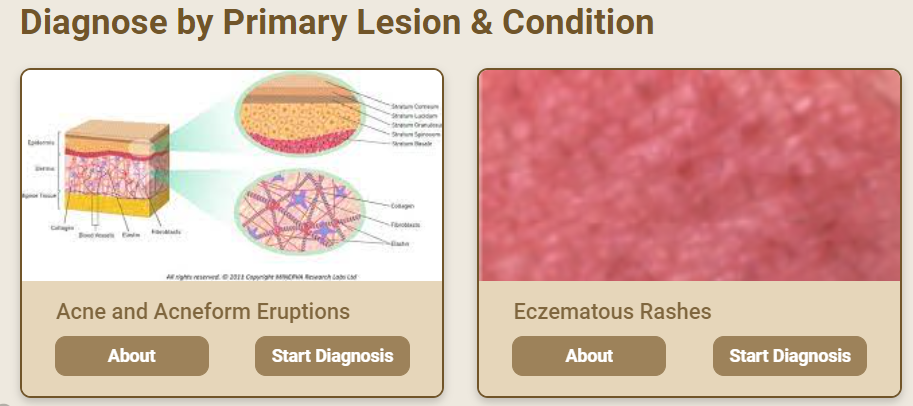 Diagnose by Primary Lesion & Condition
Stratum Corneum
Stratum Lucidum
Stratum Granulosum
Stratum Spinosum
Stratum Basale
Epidermis
Dermis
Collagen
Blood Vessels
Elastin
Fibroblasts
Collagen
Fibroblasts
Elastin
All rights reserved. © 2015 Copyright MINERVA Research Labs Ltd
Acne and Acneform Eruptions
Eczematous Rashes
About
Start Diagnosis
About
Start Diagnosis